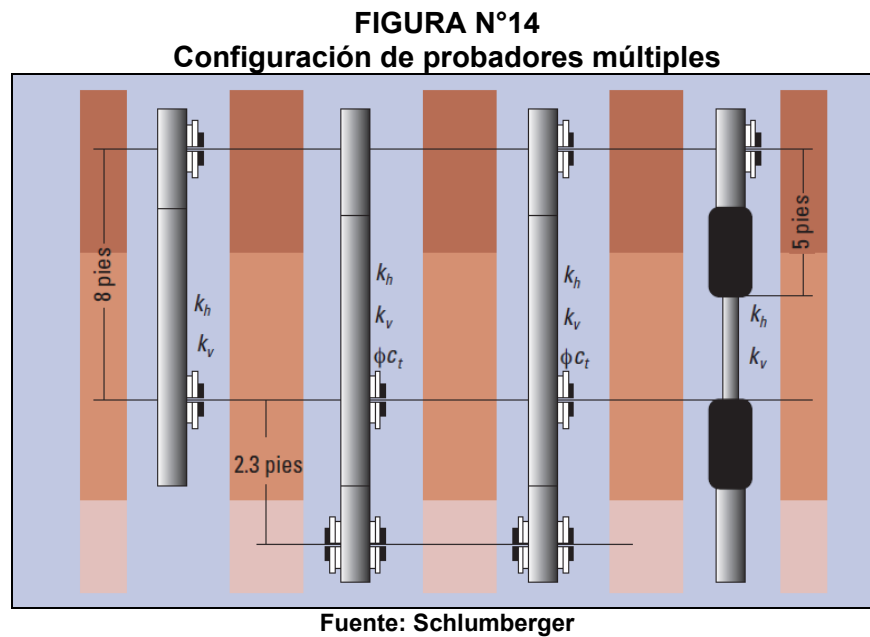 FIGURA N°14
Configuración de probadores múltiples
8 pies
k_h
k_v
2.3 pies
k_h
k_v
ϕc_t
k_h
k_v
ϕc_t
5 pies
k_h
k_v
Fuente: Schlumberger